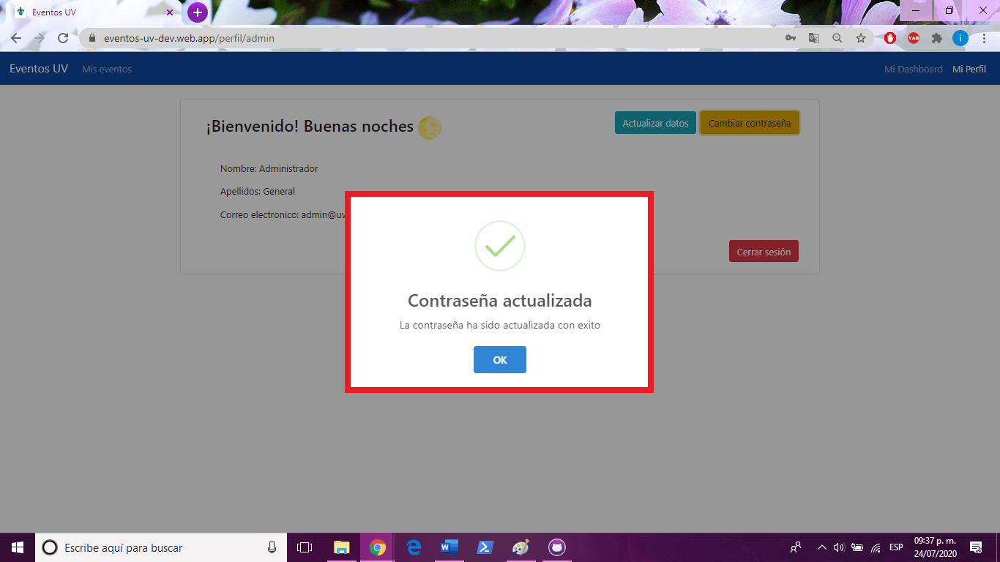 Eventos UV
eventos-uv-dev.web.app/perfil/admin
YAB
i
Eventos UV Mis eventos Mi Dashboard Mi Perfil
¡Bienvenido! Buenas noches
Actualizar datos Cambiar contraseña
Nombre: Administrador
Apellidos: General
Correo electronico: admin@uv
Cerrar sesión
Contraseña actualizada
La contraseña ha sido actualizada con exito
OK
Escribe aquí para buscar
ESP
09:37 p. m.
24/07/2020